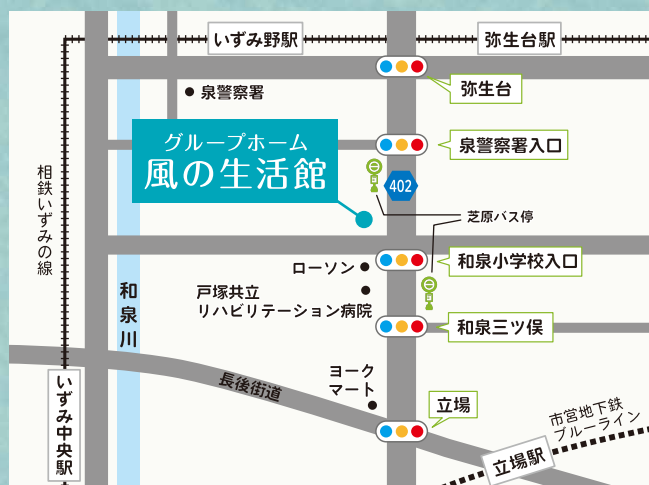 いずみ野駅
弥生台駅
弥生台
泉警察署
泉警察署入口
グループホーム
風の生活館
402
芝原バス停
相鉄いずみの線
和泉小学校入口
ローソン
戸塚共立
リハビリテーション病院
和泉川
和泉三ツ俣
ヨーク
マート
長後街道
立場
いずみ中央駅
市営地下鉄
ブルーライン
立場駅